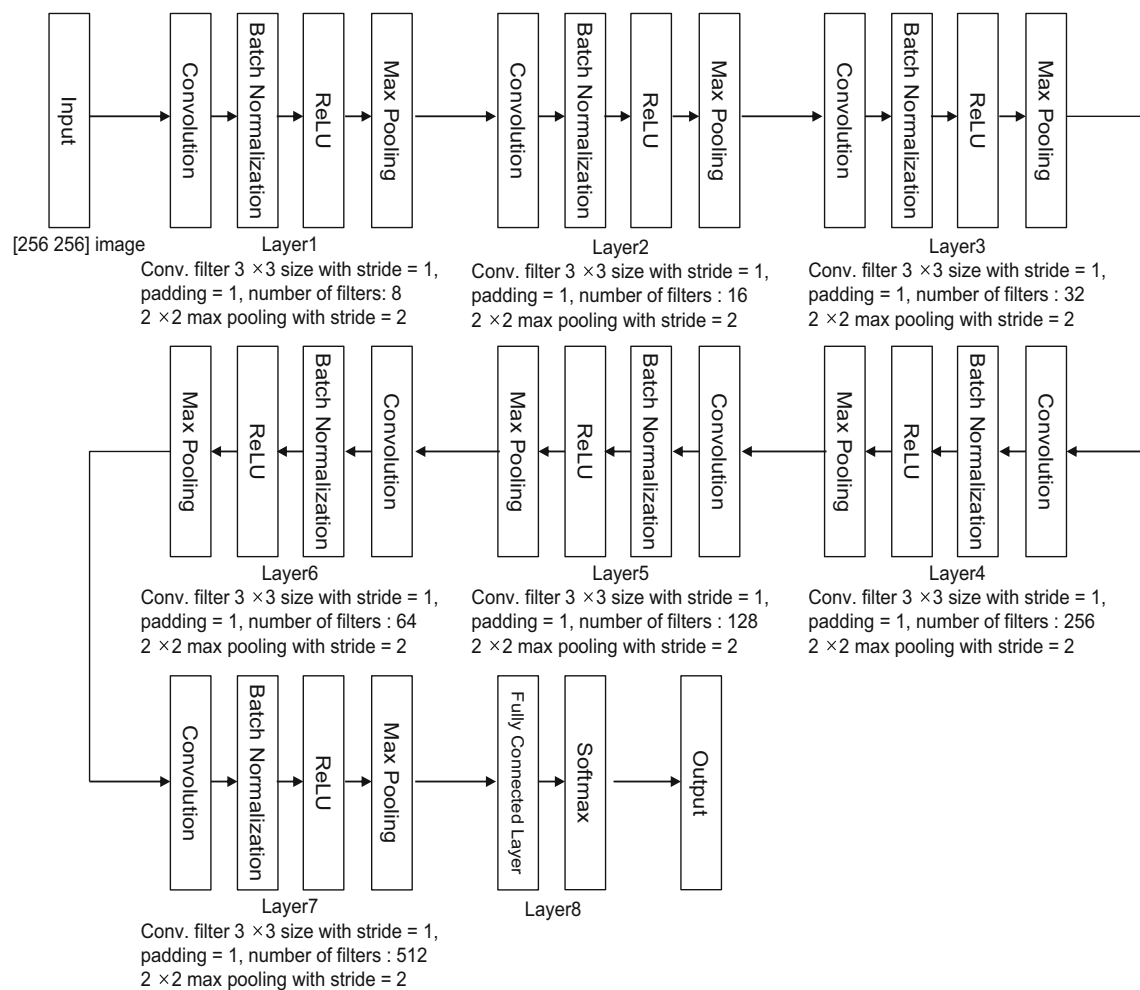 Input
Convolution
Batch Normalization
ReLU
Max Pooling
Convolution
Batch Normalization
ReLU
Max Pooling
Convolution
Batch Normalization
ReLU
Max Pooling
[256 256] image
Layer1
Conv. filter 3 ×3 size with stride = 1,
padding = 1, number of filters: 8
2 ×2 max pooling with stride = 2
Layer2
Conv. filter 3 ×3 size with stride = 1,
padding = 1, number of filters : 16
2 ×2 max pooling with stride = 2
Layer3
Conv. filter 3 ×3 size with stride = 1,
padding = 1, number of filters : 32
2 ×2 max pooling with stride = 2
Max Pooling
ReLU
Batch Normalization
Convolution
Max Pooling
ReLU
Batch Normalization
Convolution
Max Pooling
ReLU
Batch Normalization
Convolution
Layer6
Conv. filter 3 ×3 size with stride = 1,
padding = 1, number of filters : 64
2 ×2 max pooling with stride = 2
Layer5
Conv. filter 3 ×3 size with stride = 1,
padding = 1, number of filters : 128
2 ×2 max pooling with stride = 2
Layer4
Conv. filter 3 ×3 size with stride = 1,
padding = 1, number of filters : 256
2 ×2 max pooling with stride = 2
Convolution
Batch Normalization
ReLU
Max Pooling
Fully Connected Layer
Softmax
Output
Layer7
Conv. filter 3 ×3 size with stride = 1,
padding = 1, number of filters : 512
2 ×2 max pooling with stride = 2
Layer8